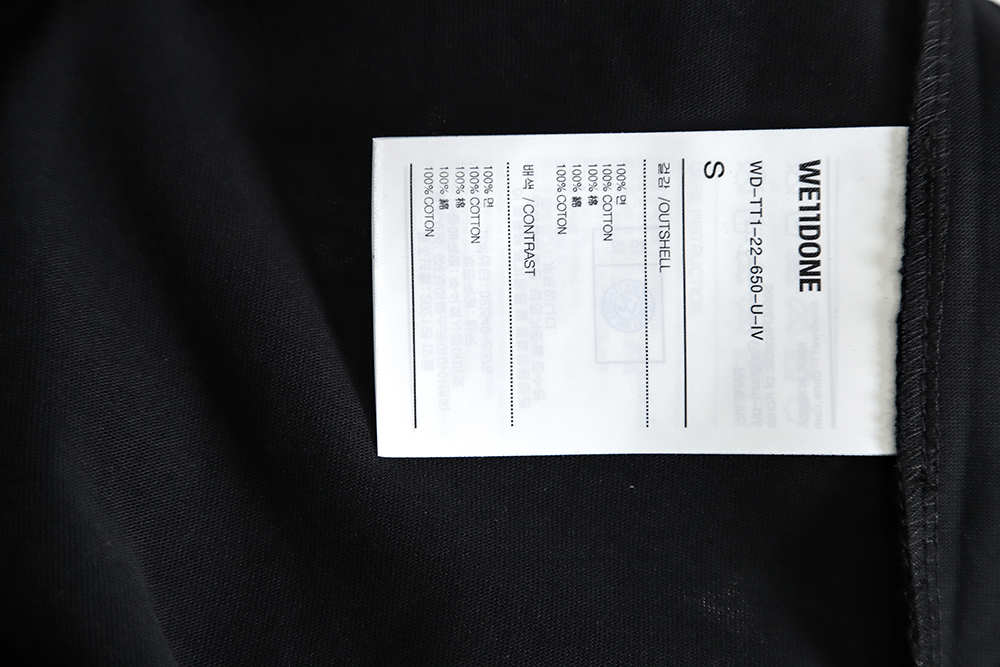 WE11DONE
WD-TT1-22-650-U-IV
S
겉감 /OUTSHELL
100% 면
100% COTTON
100% 棉
100% 綿
100% COTON
배색 /CONTRAST
100% 면
100% COTTON
100% 棉
100% 綿
100% COTON